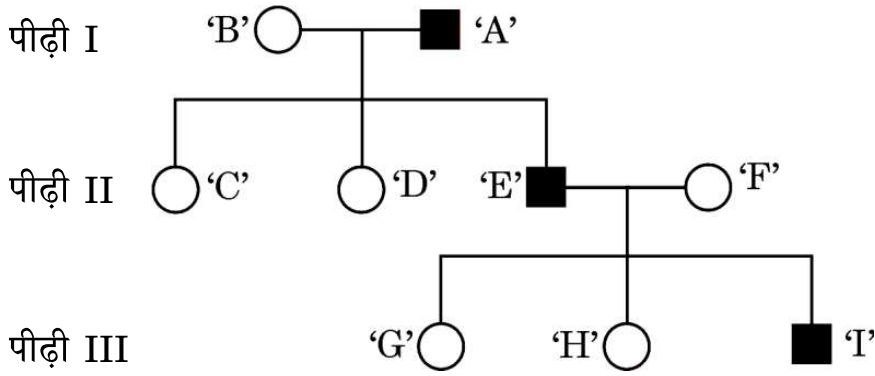 पीढ़ी I ‘B’ ‘A’
पीढ़ी II ‘C’ ‘D’ ‘E’ ‘F’
पीढ़ी III ‘G’ ‘H’ ‘I’